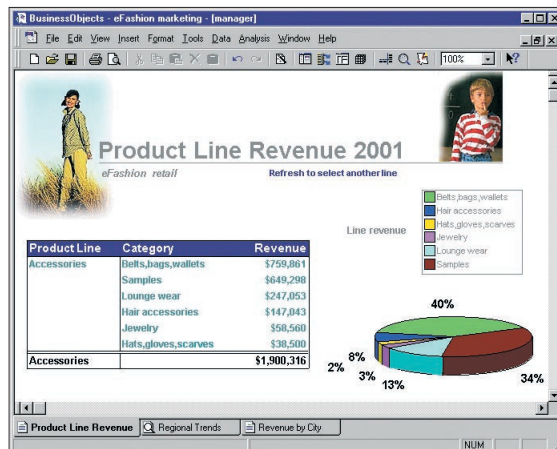 BusinessObjects - eFashion marketing - [manager]
File Edit View Insert Format Tools Data Analysis Window Help
100%
Product Line Revenue 2001
eFashion retail
Refresh to select another line
Line revenue
Belts,bags,wallets
Hair accessories
Hats,gloves,scarves
Jewelry
Lounge wear
Samples
Product Line Category Revenue
Accessories Belts,bags,wallets $759,861
Samples $649,298
Lounge wear $247,053
Hair accessories $147,043
Jewelry $58,560
Hats,gloves,scarves $38,500
Accessories $1,900,316
40%
8%
2%
3%
13%
34%
Product Line Revenue Regional Trends Revenue by City
NUM